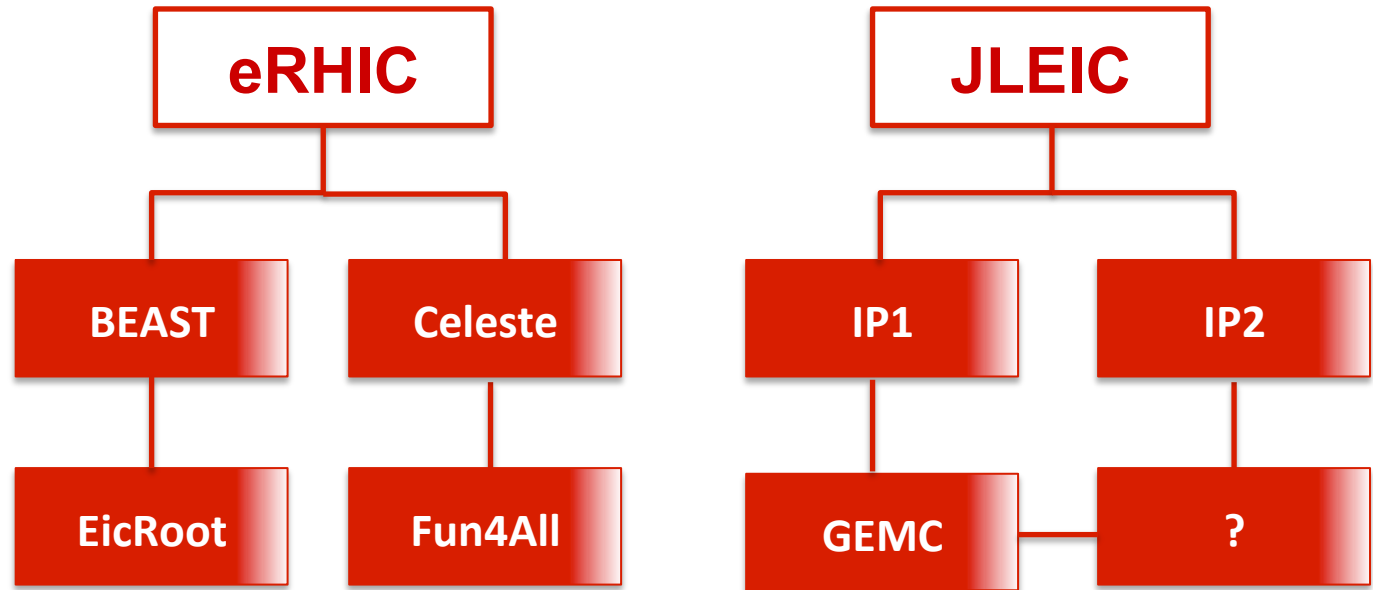 eRHIC
JLEIC
BEAST
Celeste
IP1
IP2
EicRoot
Fun4All
GEMC
?